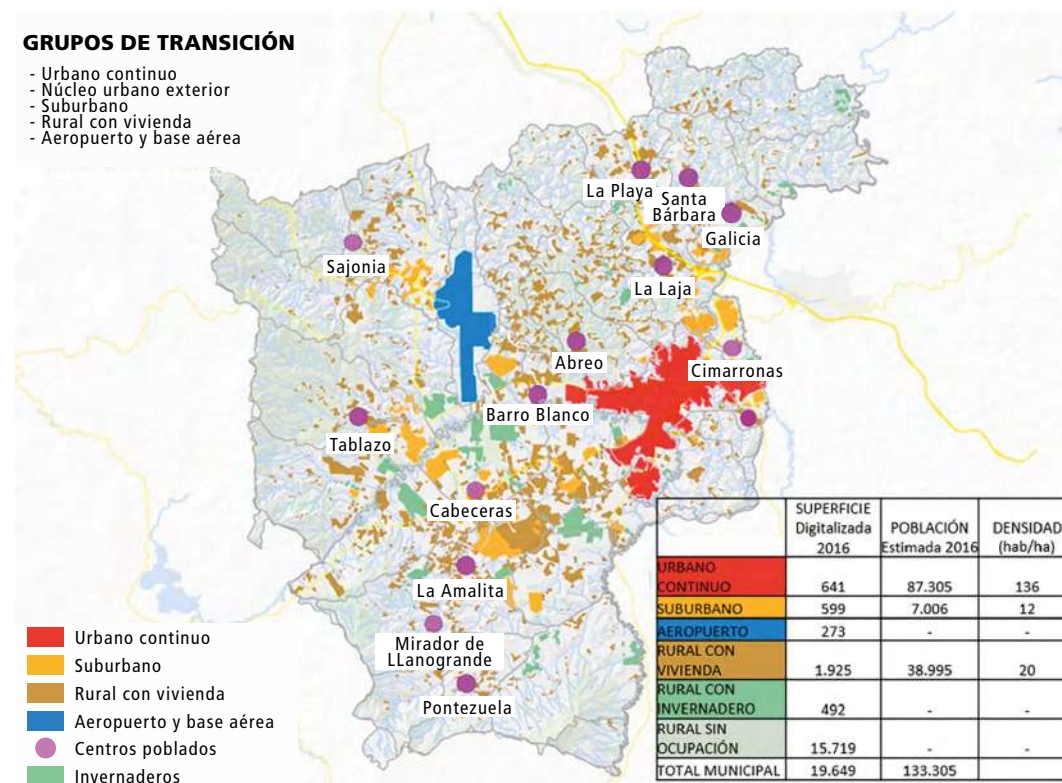 GRUPOS DE TRANSICIÓN
- Urbano continuo
- Núcleo urbano exterior
- Suburbano
- Rural con vivienda
- Aeropuerto y base aérea
La Playa
Santa
Bárbara
Galicia
Sajonia
La Laja
Abreo
Cimarronas
Barro Blanco
Tablazo
Cabeceras
La Amalita
Mirador de
LLanogrande
Pontezuela
Urbano continuo
Suburbano
Rural con vivienda
Aeropuerto y base aérea
Centros poblados
Invernaderos
SUPERFICIE
Digitalizada
2016
POBLACIÓN
Estimada 2016
DENSIDAD
(hab/ha)
URBANO
CONTINUO 641 87.305 136
SUBURBANO 599 7.006 12
AEROPUERTO 273 - -
RURAL CON
VIVIENDA 1.925 38.995 20
RURAL CON
INVERNADERO 492 - -
RURAL SIN
OCUPACIÓN 15.719 - -
TOTAL MUNICIPAL 19.649 133.305